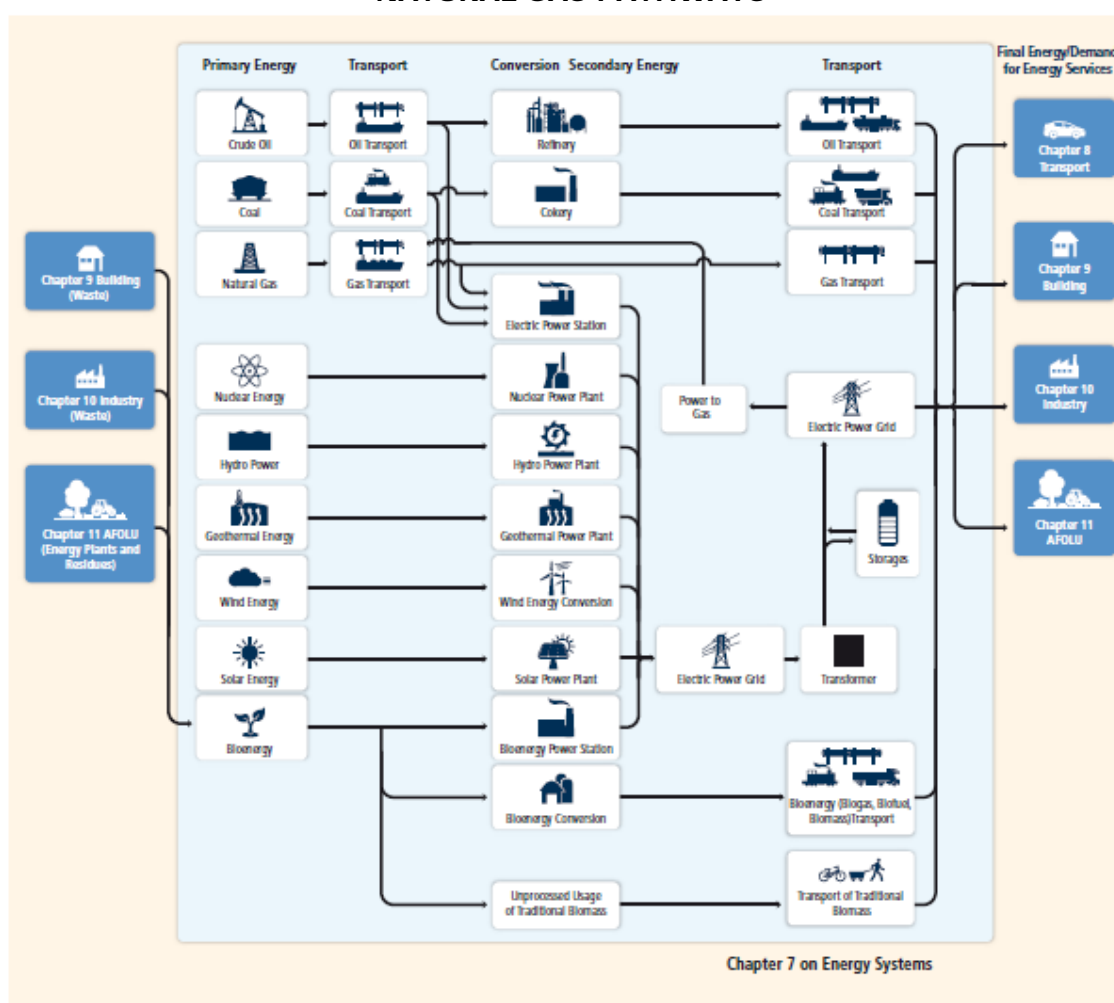 NATURAL GAS PATHWAYS
Primary Energy
Transport
Conversion Secondary Energy
Transport
Final Energy/Demand
for Energy Services
Crude Oil
Oil Transport
Refinery
Oil Transport
Chapter 8
Transport
Coal
Coal Transport
Cokery
Coal Transport
Chapter 9 Building
(Waste)
Natural Gas
Gas Transport
Gas Transport
Chapter 9
Building
Electric Power Station
Chapter 10 Industry
(Waste)
Nuclear Energy
Nuclear Power Plant
Power to
Gas
Electric Power Grid
Chapter 10
Industry
Hydro Power
Hydro Power Plant
Chapter 11 AFOLU
(Energy Plants and
Residues)
Geothermal Energy
Geothermal Power Plant
Storages
Chapter 11
AFOLU
Wind Energy
Wind Energy Conversion
Solar Energy
Solar Power Plant
Electric Power Grid
Transformer
Bioenergy
Bioenergy Power Station
Bioenergy Conversion
Bioenergy (Biogas, Biofuel,
Biomass)Transport
Unprocessed Usage
of Traditional Biomass
Transport of Traditional
Biomass
Chapter 7 on Energy Systems